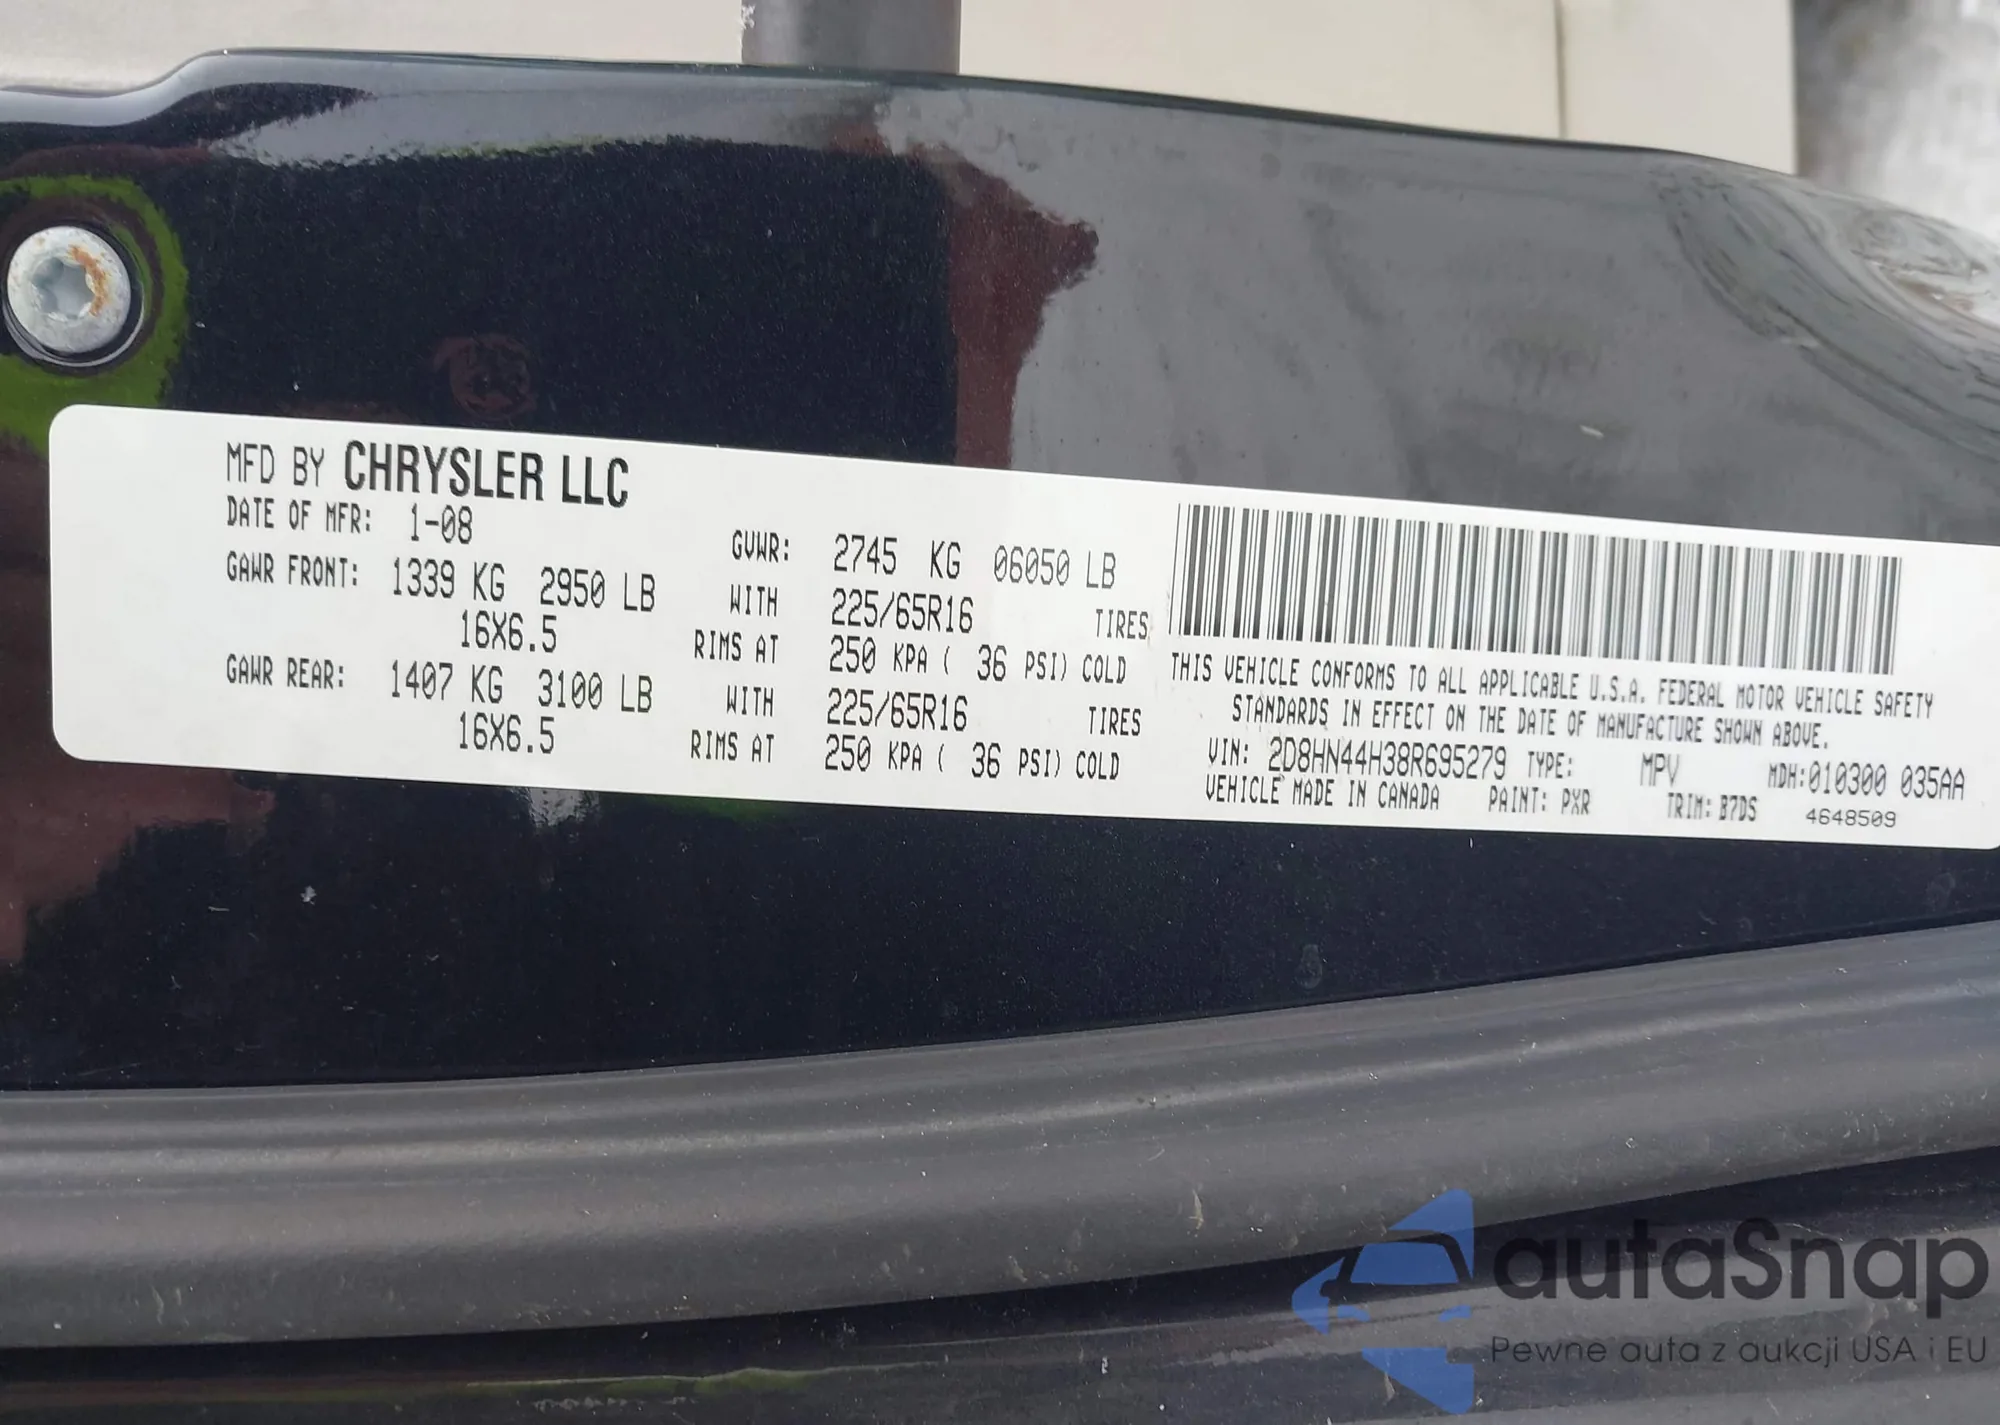 MFD BY CHRYSLER LLC
DATE OF MFR: 1-08
GVWR: 2745 KG 06050 LB
GAWR FRONT: 1339 KG 2950 LB WITH 225/65R16 TIRES
16X6.5 RIMS AT 250 KPA ( 36 PSI) COLD
GAWR REAR: 1407 KG 3100 LB WITH 225/65R16 TIRES
16X6.5 RIMS AT 250 KPA ( 36 PSI) COLD
THIS VEHICLE CONFORMS TO ALL APPLICABLE U.S.A. FEDERAL MOTOR VEHICLE SAFETY
STANDARDS IN EFFECT ON THE DATE OF MANUFACTURE SHOWN ABOVE.
VIN: 2D8HN44H38R695279 TYPE: MPV MDH:010300 035AA
VEHICLE MADE IN CANADA PAINT: PXR TRIM: B7DS 4648509
autaSnap
Pewne auta z aukcji USA i EU